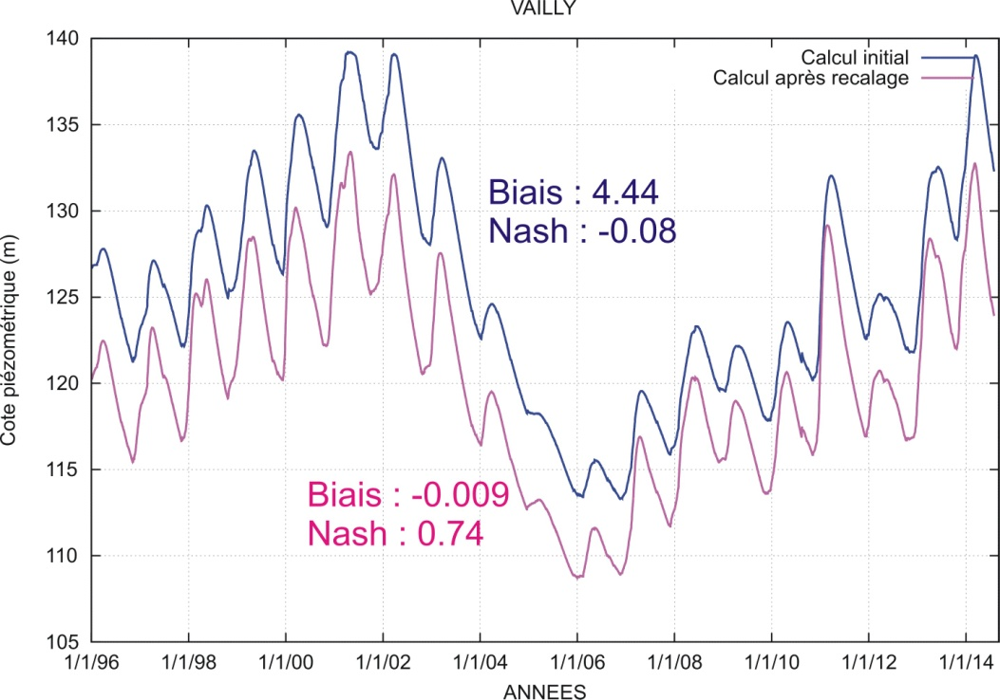 VAILLY
140
135
130
125
120
115
110
105
Cote piézométrique (m)
Calcul initial
Calcul après recalage
Biais : 4.44
Nash : -0.08
Biais : -0.009
Nash : 0.74
1/1/96 1/1/98 1/1/00 1/1/02 1/1/04 1/1/06 1/1/08 1/1/10 1/1/12 1/1/14
ANNEES